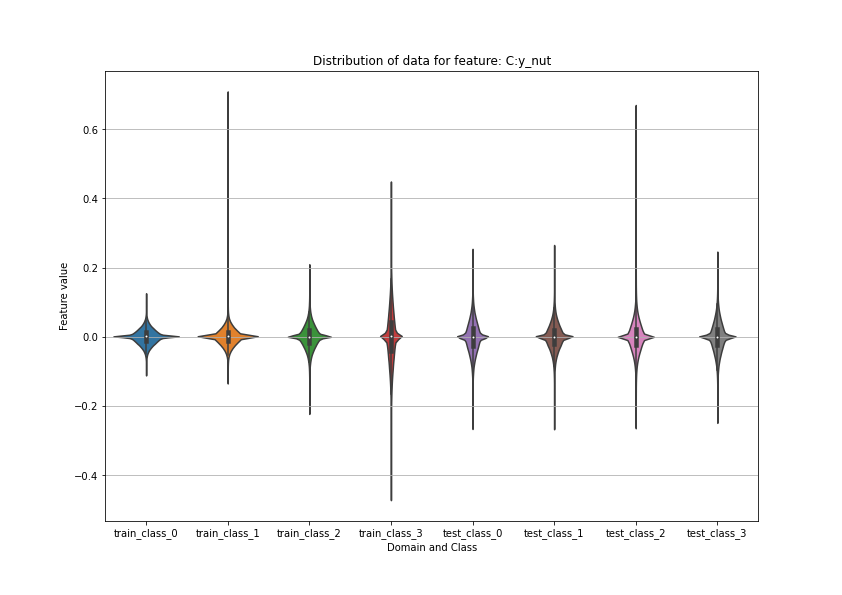 Distribution of data for feature: C:y_nut
Feature value
0.6
0.4
0.2
0.0
−0.2
−0.4
train_class_0 train_class_1 train_class_2 train_class_3 test_class_0 test_class_1 test_class_2 test_class_3
Domain and Class